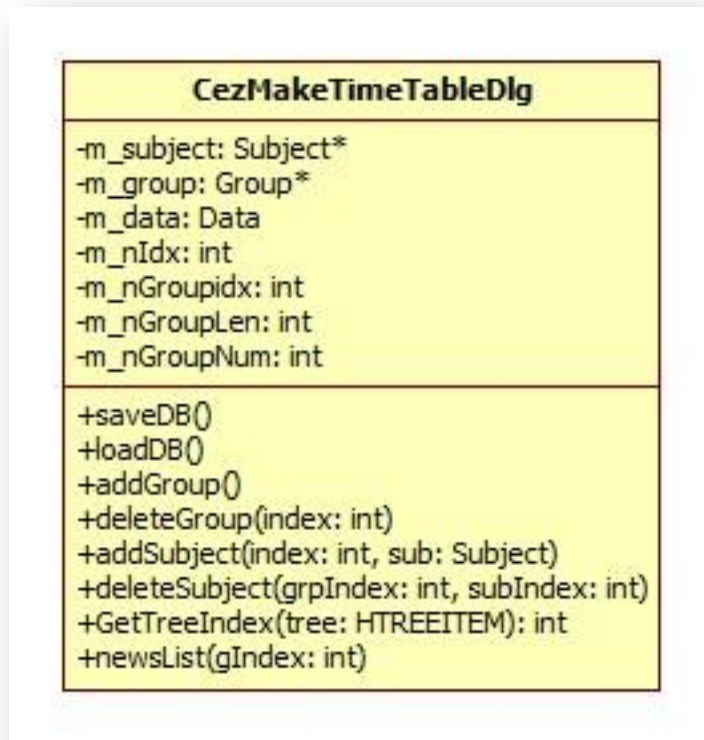 CezMakeTimeTableDlg
-m_subject: Subject*
-m_group: Group*
-m_data: Data
-m_nIdx: int
-m_nGroupidx: int
-m_nGroupLen: int
-m_nGroupNum: int
+saveDB()
+loadDB()
+addGroup()
+deleteGroup(index: int)
+addSubject(index: int, sub: Subject)
+deleteSubject(grpIndex: int, subIndex: int)
+GetTreeIndex(tree: HTREEITEM): int
+newsList(gIndex: int)